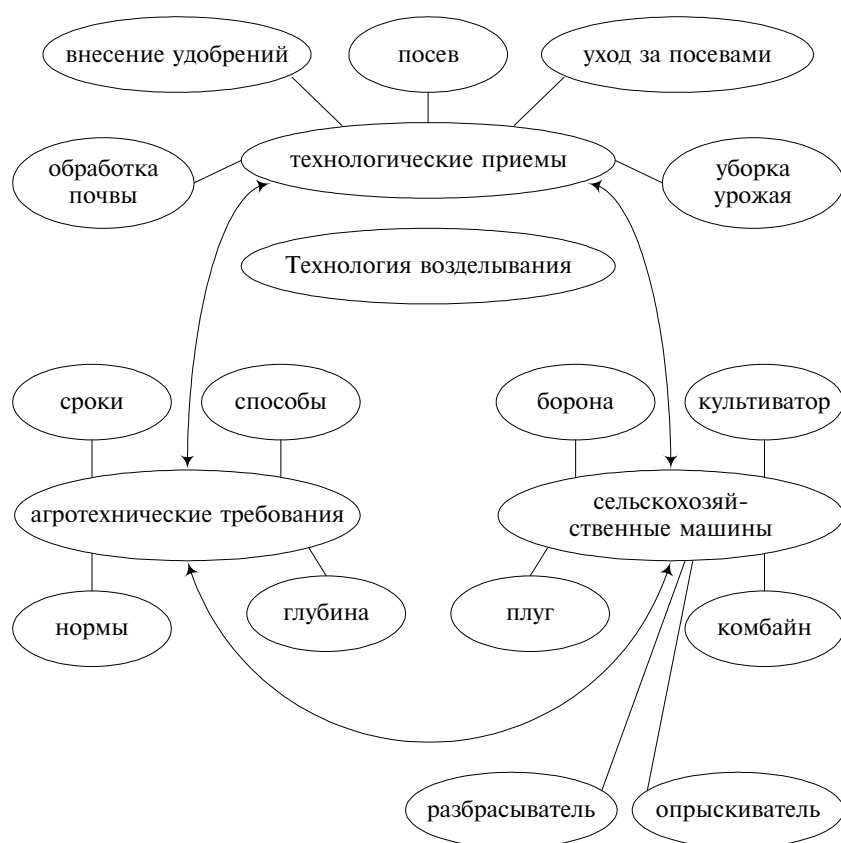 внесение удобрений
посев
уход за посевами
обработка
почвы
технологические приемы
уборка
урожая
Технология возделывания
сроки
способы
борона
культиватор
агротехнические требования
сельскохозяй-
ственные машины
нормы
глубина
плуг
комбайн
разбрасыватель
опрыскиватель